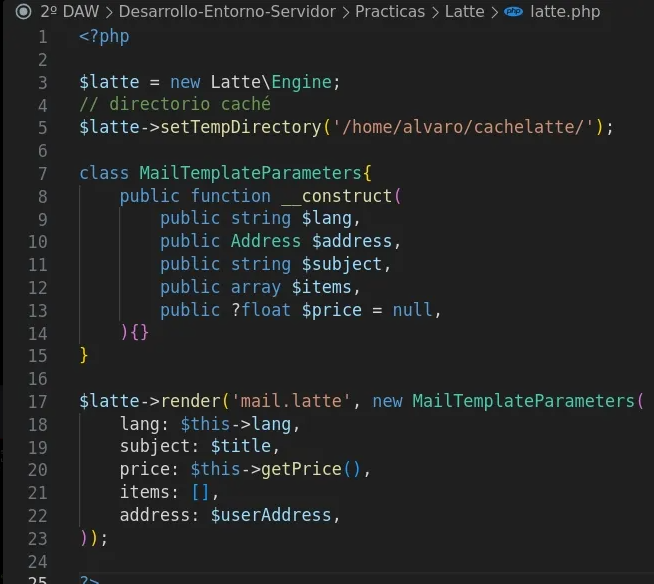 2º DAW > Desarrollo-Entorno-Servidor > Practicas > Latte > php latte.php
1 <?php
2
3 $latte = new Latte\Engine;
4 // directorio caché
5 $latte->setTempDirectory('/home/alvaro/cachelatte/');
6
7 class MailTemplateParameters{
8     public function __construct(
9         public string $lang,
10         public Address $address,
11         public string $subject,
12         public array $items,
13         public ?float $price = null,
14     ){}
15 }
16
17 $latte->render('mail.latte', new MailTemplateParameters(
18     lang: $this->lang,
19     subject: $title,
20     price: $this->getPrice(),
21     items: [],
22     address: $userAddress,
23 ));
24
25 ?>